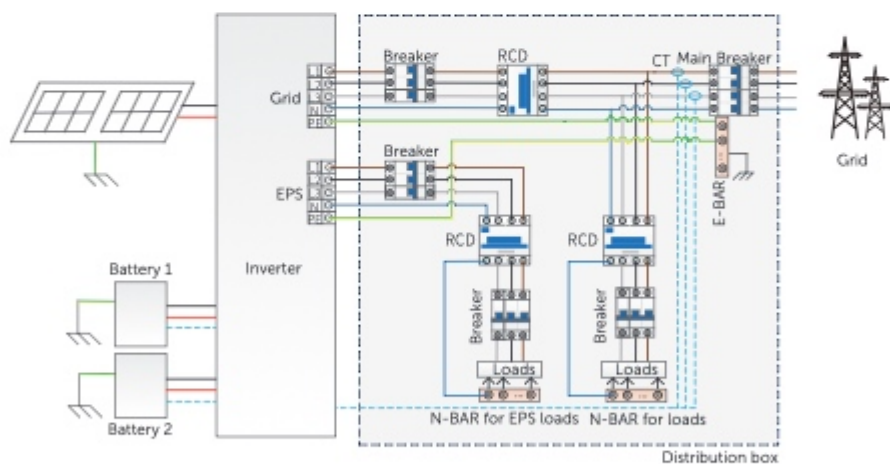 Breaker
RCD
CT
Main Breaker
Grid
L1
L2
L3
N
PE
Grid
Breaker
EPS
L1
L2
L3
N
PE
E-BAR
RCD
RCD
Inverter
Battery 1
Breaker
Breaker
Loads
Loads
Battery 2
N-BAR for EPS loads
N-BAR for loads
Distribution box